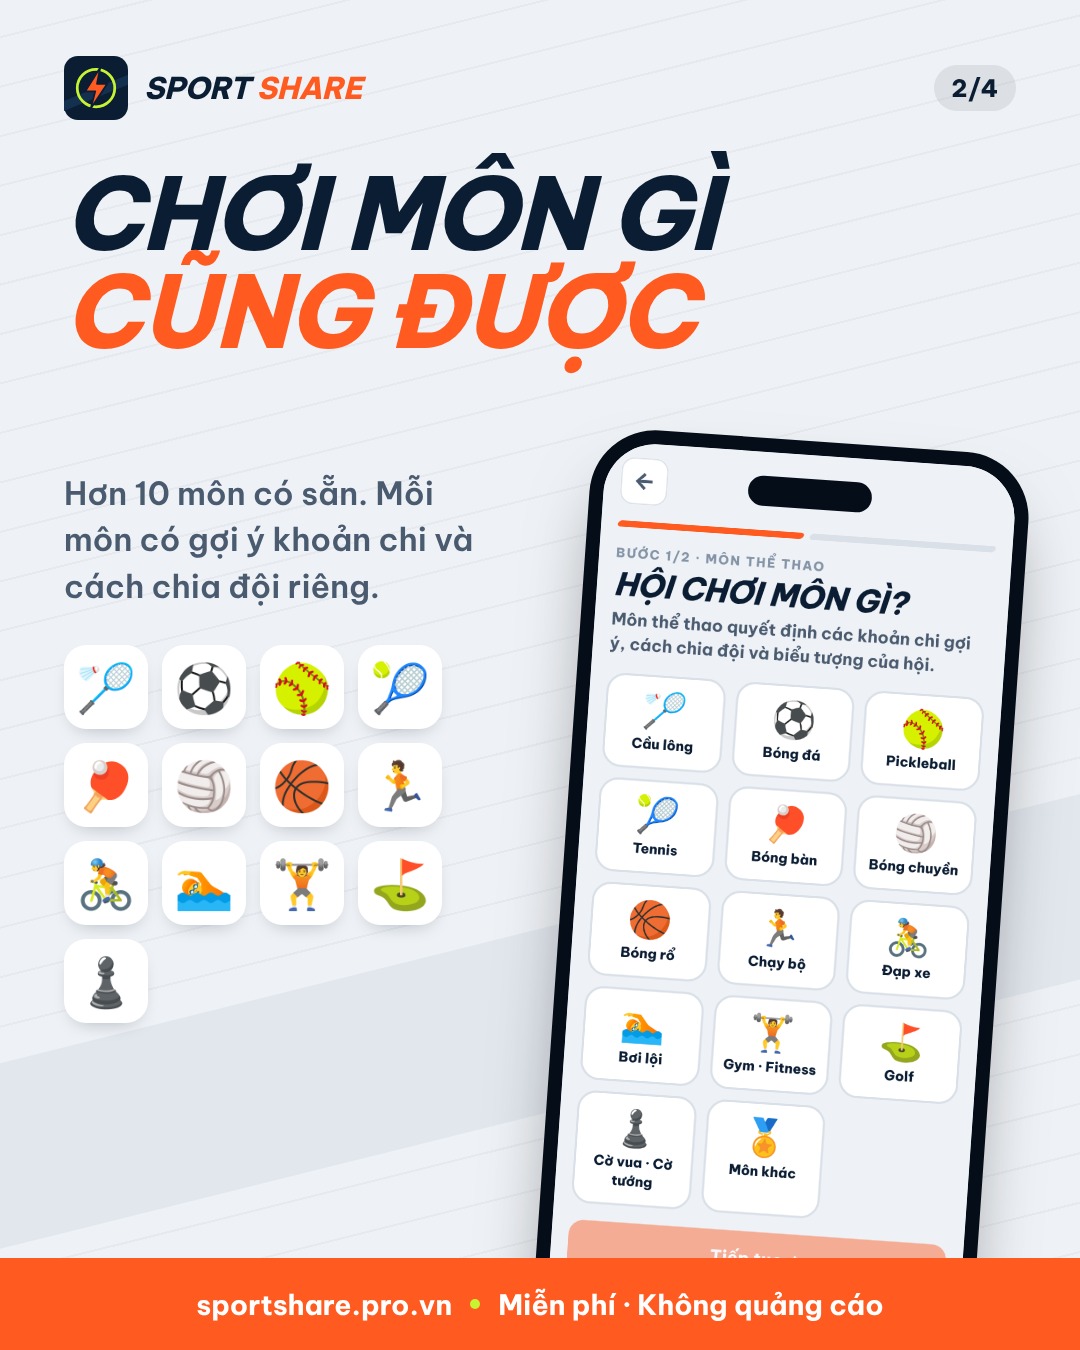 SPORT SHARE
2/4
CHƠI MÔN GÌ
CŨNG ĐƯỢC
Hơn 10 môn có sẵn. Mỗi
môn có gợi ý khoản chi và
cách chia đội riêng.
BƯỚC 1/2 · MÔN THỂ THAO
HỘI CHƠI MÔN GÌ?
Môn thể thao quyết định các khoản chi gợi
ý, cách chia đội và biểu tượng của hội.
Cầu lông
Bóng đá
Pickleball
Tennis
Bóng bàn
Bóng chuyền
Bóng rổ
Chạy bộ
Đạp xe
Bơi lội
Gym · Fitness
Golf
Cờ vua · Cờ
tướng
Môn khác
sportshare.pro.vn • Miễn phí · Không quảng cáo